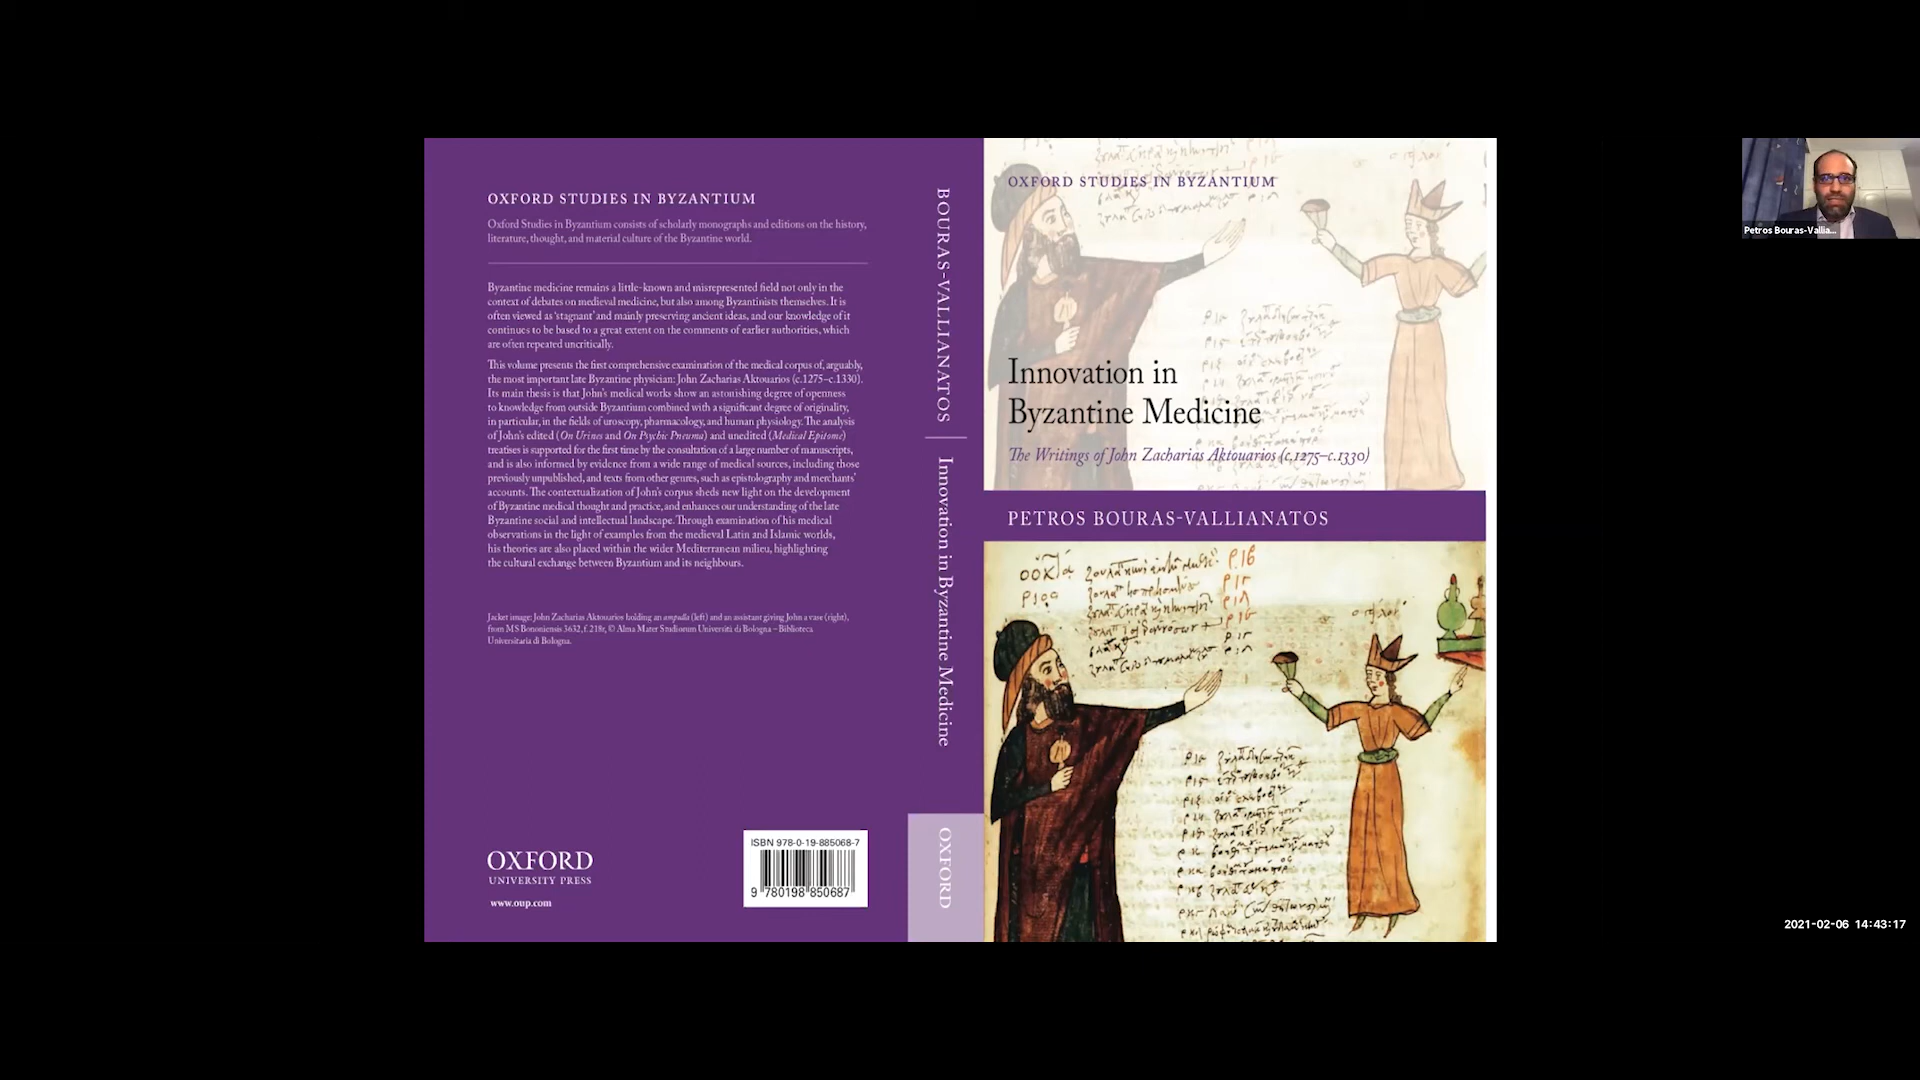 OXFORD STUDIES IN BYZANTIUM
Oxford Studies in Byzantium consists of scholarly monographs and editions on the history,
literature, thought, and material culture of the Byzantine world.
Byzantine medicine remains a little-known and misrepresented field not only in the
context of debates on medieval medicine, but also among Byzantinists themselves. It is
often viewed as 'stagnant' and mainly preserving ancient ideas, and our knowledge of it
continues to be based to a great extent on the comments of earlier authorities, which
are often repeated uncritically.
This volume presents the first comprehensive examination of the medical corpus of, arguably,
the most important late Byzantine physician: John Zacharias Aktouarios (c.1275–c.1330).
Its main thesis is that John's medical works show an astonishing degree of openness
to knowledge from outside Byzantium combined with a significant degree of originality,
in particular, in the fields of uroscopy, pharmacology, and human physiology. The analysis
of John's edited (On Urines and On Psychic Pneuma) and unedited (Medical Epitome)
treatises is supported for the first time by the consultation of a large number of manuscripts,
and is also informed by evidence from a wide range of medical sources, including those
previously unpublished, and texts from other genres, such as epistolography and merchants'
accounts. The contextualization of John's corpus sheds new light on the development
of Byzantine medical thought and practice, and enhances our understanding of the late
Byzantine social and intellectual landscape. Through examination of his medical
observations in the light of examples from the medieval Latin and Islamic worlds,
his theories are also placed within the wider Mediterranean milieu, highlighting
the cultural exchange between Byzantium and its neighbours.
Jacket image: John Zacharias Aktouarios holding an ampulla (left) and an assistant giving John a vase (right),
from MS Bononiensis 3632, f. 218r, © Alma Mater Studiorum Università di Bologna – Biblioteca
Universitaria di Bologna.
OXFORD
UNIVERSITY PRESS
www.oup.com
ISBN 978-0-19-885068-7
9 780198 850687
BOURAS-VALLIANATOS
Innovation in Byzantine Medicine
OXFORD
OXFORD STUDIES IN BYZANTIUM
Innovation in
Byzantine Medicine
The Writings of John Zacharias Aktouarios (c.1275–c.1330)
PETROS BOURAS-VALLIANATOS
Petros Bouras-Vallia...
2021-02-06 14:43:17